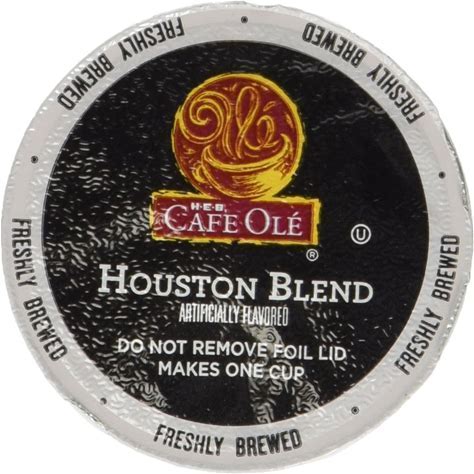 FRESHLY BREWED
FRESHLY BREWED
Olé
H-E-B
CAFE OLÉ
®
U
HOUSTON BLEND
ARTIFICIALLY FLAVORED
DO NOT REMOVE FOIL LID
MAKES ONE CUP
FRESHLY BREWED
FRESHLY BREWED
FRESHLY BREWED